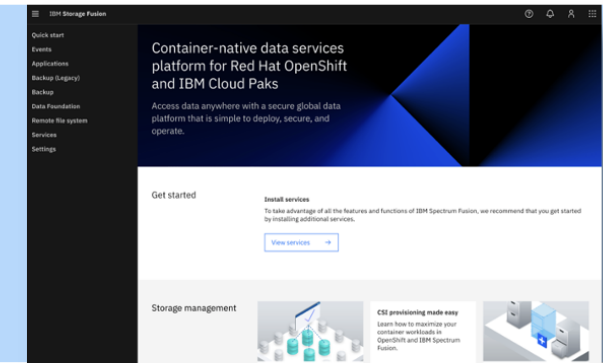 IBM Storage Fusion
Quick start
Events
Applications
Backup (Legacy)
Backup
Data Foundation
Remote file system
Services
Settings
Container-native data services
platform for Red Hat OpenShift
and IBM Cloud Paks
Access data anywhere with a secure global data
platform that is simple to deploy, secure, and
operate.
Get started
Install services
To take advantage of all the features and functions of IBM Spectrum Fusion, we recommend that you get started
by installing additional services.
View services →
Storage management
CSI provisioning made easy
Learn how to maximize your
container workloads in
OpenShift and IBM Spectrum
Fusion.